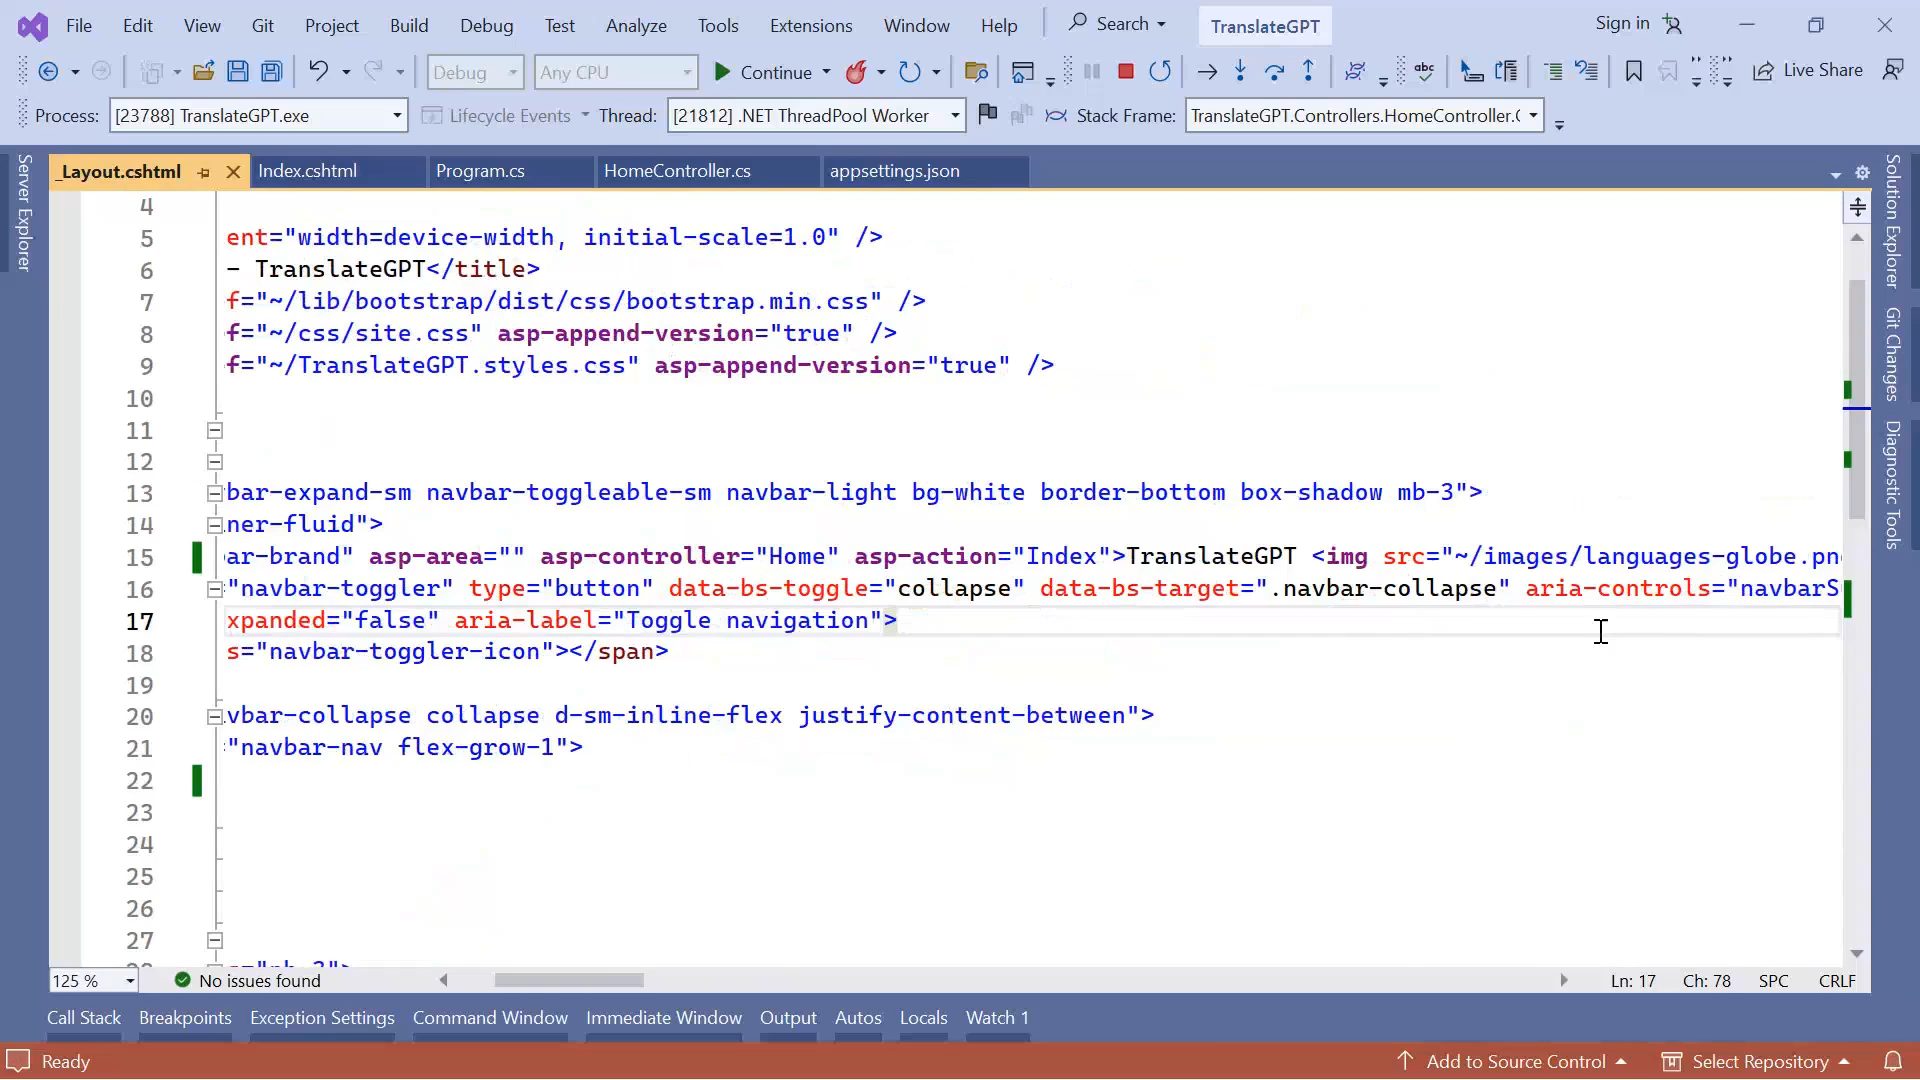 File Edit View Git Project Build Debug Test Analyze Tools Extensions Window Help Search TranslateGPT Sign in
Debug Any CPU Continue abc Live Share
Process: [23788] TranslateGPT.exe Lifecycle Events Thread: [21812] .NET ThreadPool Worker Stack Frame: TranslateGPT.Controllers.HomeController.
_Layout.cshtml Index.cshtml Program.cs HomeController.cs appsettings.json
Server Explorer
Solution Explorer
Git Changes
Diagnostic Tools
4
5 ent="width=device-width, initial-scale=1.0" />
6 - TranslateGPT</title>
7 f="~/lib/bootstrap/dist/css/bootstrap.min.css" />
8 f="~/css/site.css" asp-append-version="true" />
9 f="~/TranslateGPT.styles.css" asp-append-version="true" />
10
11
12
13 bar-expand-sm navbar-toggleable-sm navbar-light bg-white border-bottom box-shadow mb-3">
14 ner-fluid">
15 ar-brand" asp-area="" asp-controller="Home" asp-action="Index">TranslateGPT <img src="~/images/languages-globe.pn
16 "navbar-toggler" type="button" data-bs-toggle="collapse" data-bs-target=".navbar-collapse" aria-controls="navbarS
17 xpanded="false" aria-label="Toggle navigation">
18 s="navbar-toggler-icon"></span>
19
20 vbar-collapse collapse d-sm-inline-flex justify-content-between">
21 ="navbar-nav flex-grow-1">
22
23
24
25
26
27
125 % No issues found Ln: 17 Ch: 78 SPC CRLF
Call Stack Breakpoints Exception Settings Command Window Immediate Window Output Autos Locals Watch 1
Ready Add to Source Control Select Repository